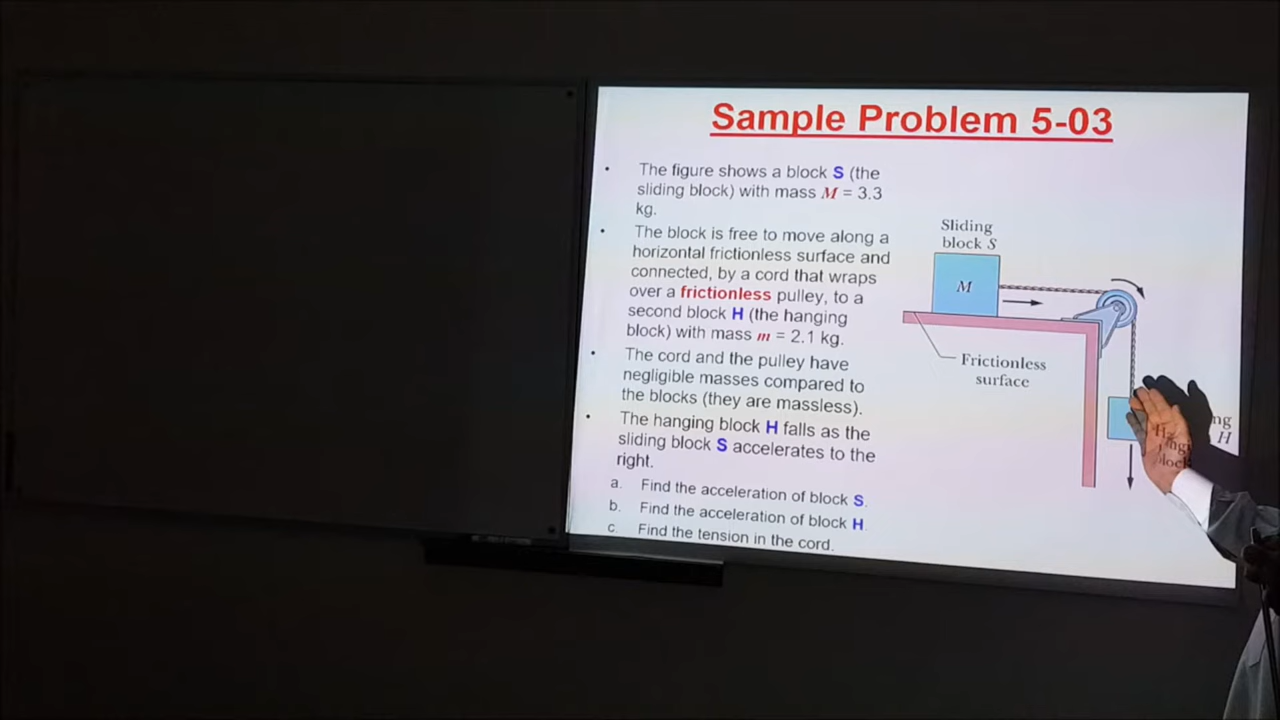 Sample Problem 5-03
• The figure shows a block S (the
sliding block) with mass M = 3.3
kg.
• The block is free to move along a
horizontal frictionless surface and
connected, by a cord that wraps
over a frictionless pulley, to a
second block H (the hanging
block) with mass m = 2.1 kg.
• The cord and the pulley have
negligible masses compared to
the blocks (they are massless).
• The hanging block H falls as the
sliding block S accelerates to the
right.
a. Find the acceleration of block S.
b. Find the acceleration of block H
c. Find the tension in the cord.
Sliding
block S
M
Frictionless
surface
H